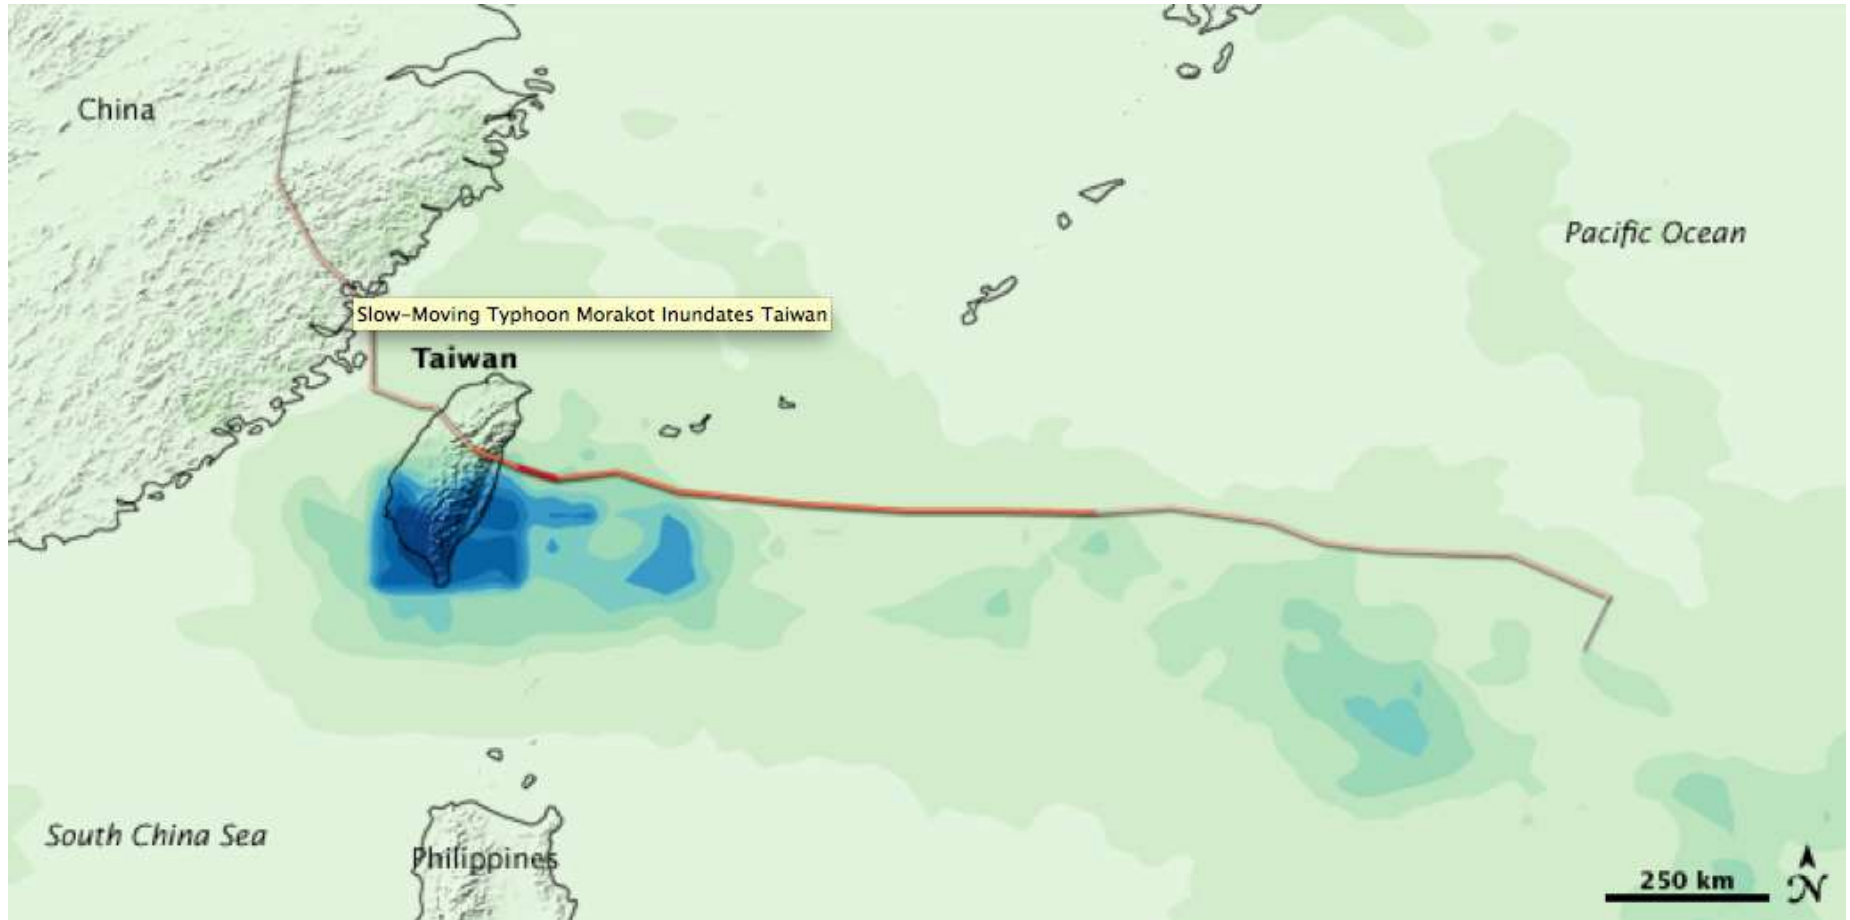 China
Pacific Ocean
Slow-Moving Typhoon Morakot Inundates Taiwan
Taiwan
South China Sea
Philippines
250 km
N